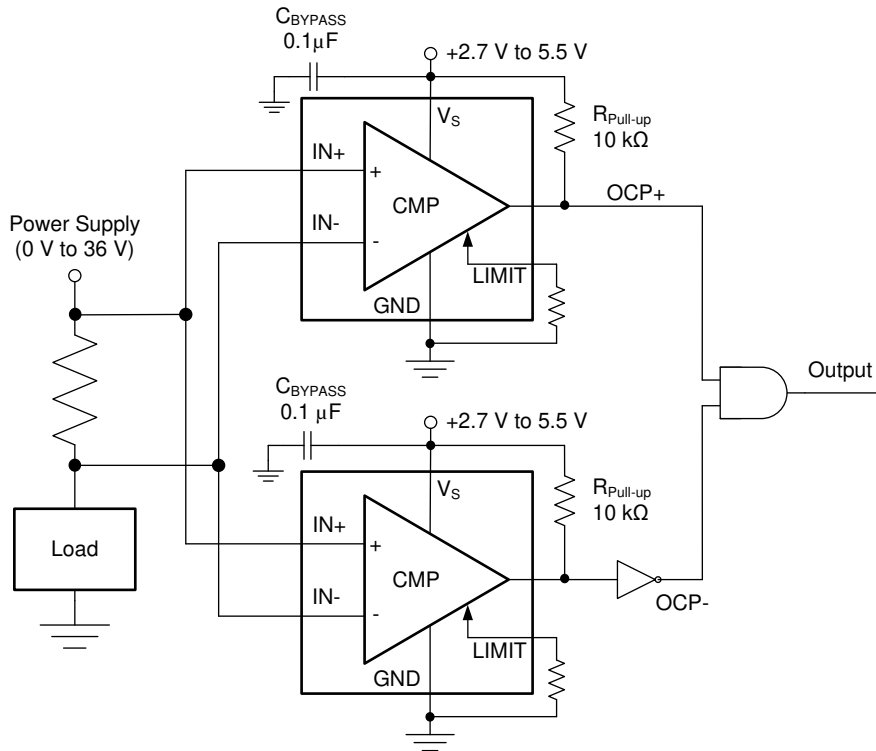 CBYPASS
0.1µF
+2.7 V to 5.5 V
VS
RPull-up
10 kΩ
IN+
+
CMP
OCP+
IN-
-
LIMIT
GND
Power Supply
(0 V to 36 V)
Output
CBYPASS
0.1 µF
+2.7 V to 5.5 V
VS
RPull-up
10 kΩ
IN+
+
CMP
Load
IN-
-
OCP-
LIMIT
GND